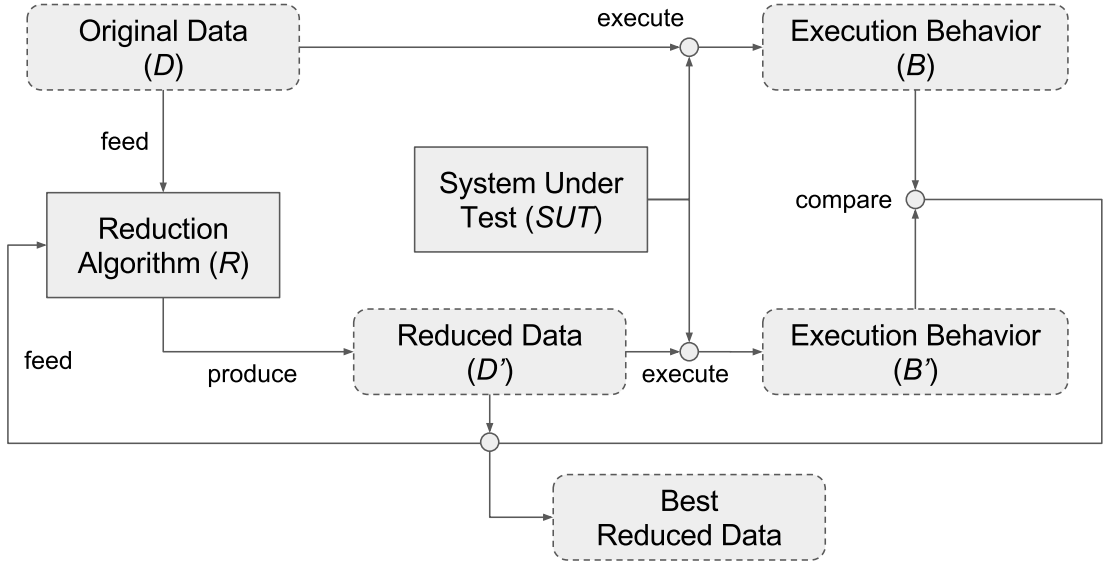 Original Data
(D)
execute
Execution Behavior
(B)
feed
System Under
Test (SUT)
compare
Reduction
Algorithm (R)
feed
produce
Reduced Data
(D’)
execute
Execution Behavior
(B’)
Best
Reduced Data